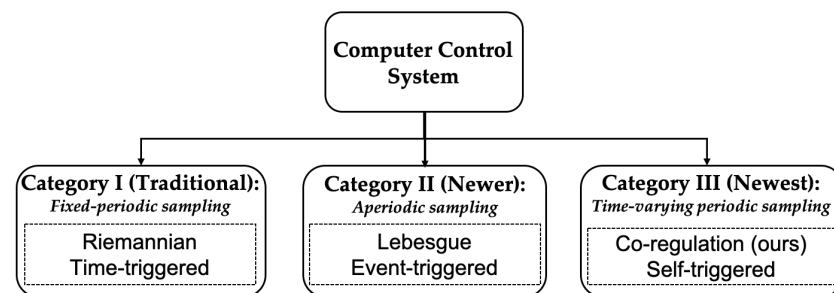 Computer Control
System
Category I (Traditional):
Fixed-periodic sampling
Riemannian
Time-triggered
Category II (Newer):
Aperiodic sampling
Lebesgue
Event-triggered
Category III (Newest):
Time-varying periodic sampling
Co-regulation (ours)
Self-triggered